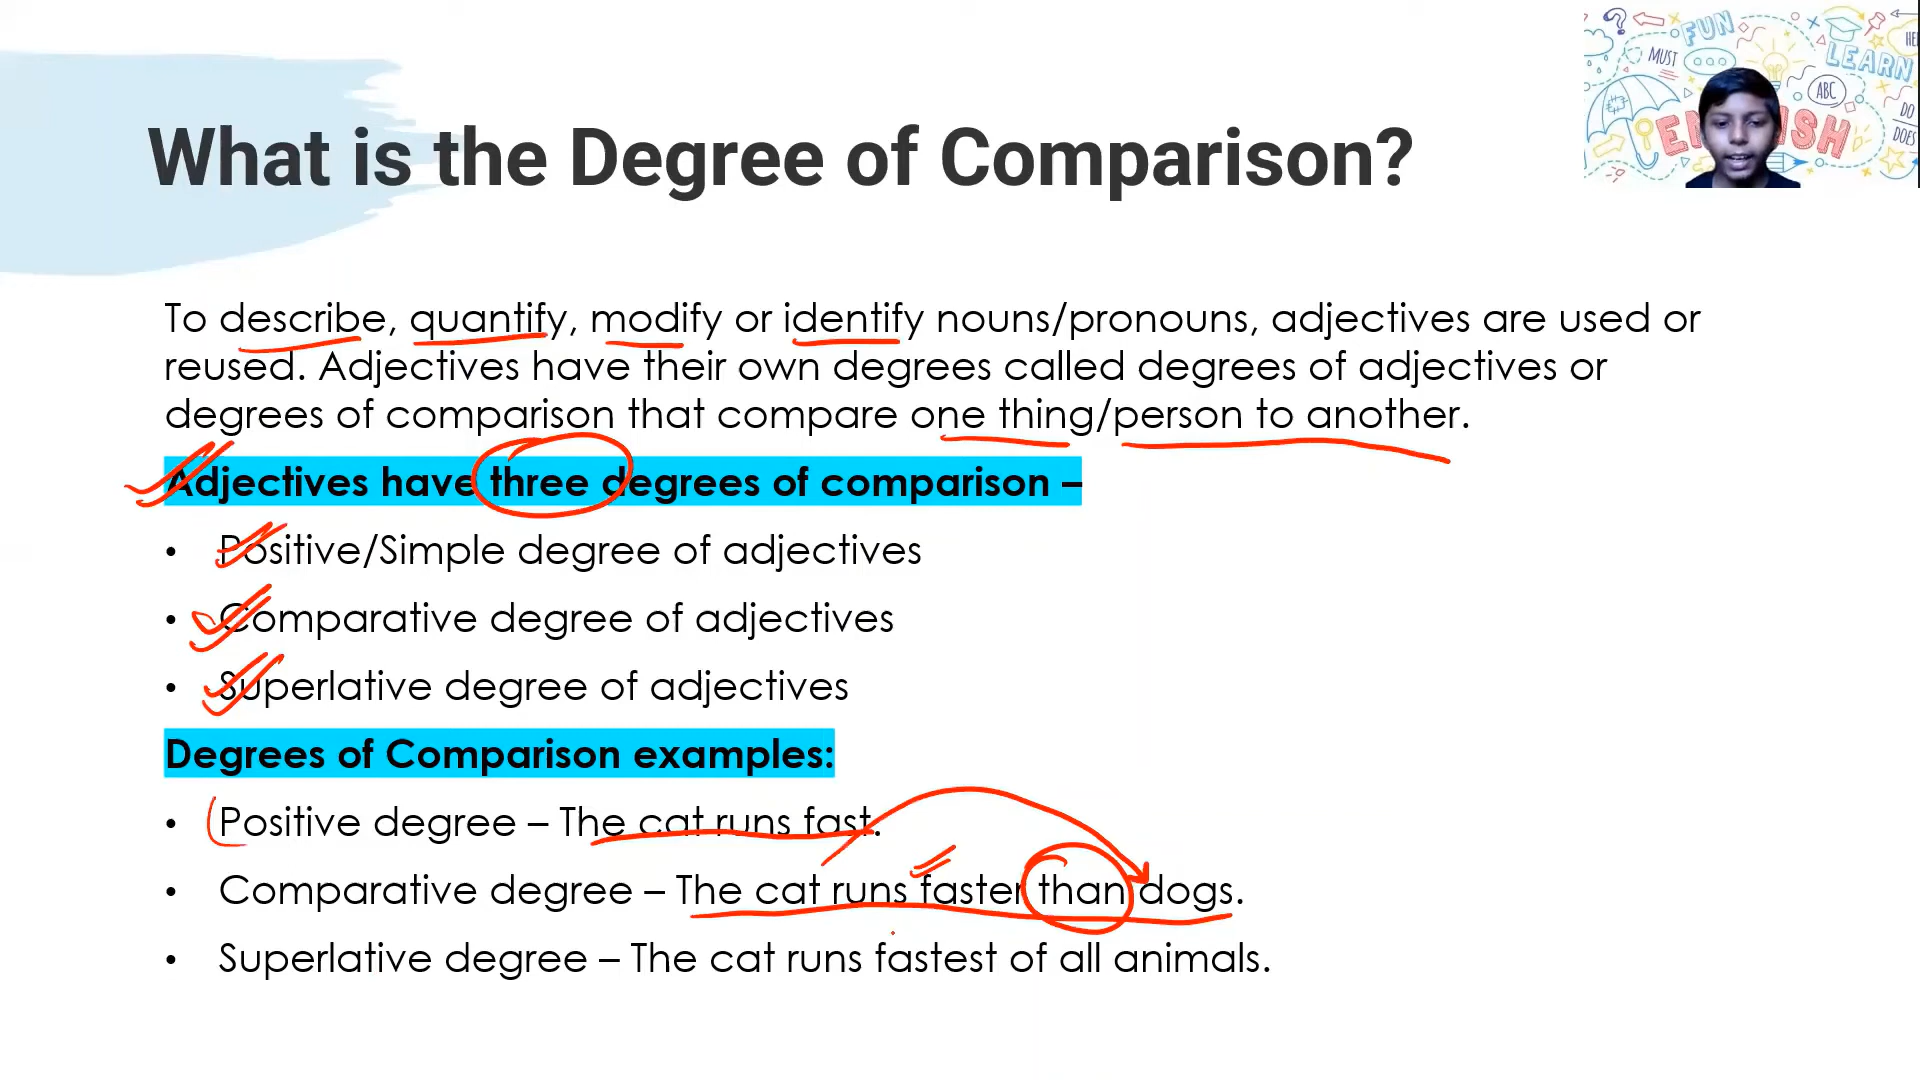 What is the Degree of Comparison?
FUN
MUST
LEARN
ABC
DO
DOES
To describe, quantify, modify or identify nouns/pronouns, adjectives are used or
reused. Adjectives have their own degrees called degrees of adjectives or
degrees of comparison that compare one thing/person to another.
Adjectives have three degrees of comparison –
• Positive/Simple degree of adjectives
• Comparative degree of adjectives
• Superlative degree of adjectives
Degrees of Comparison examples:
• Positive degree – The cat runs fast.
• Comparative degree – The cat runs faster than dogs.
• Superlative degree – The cat runs fastest of all animals.